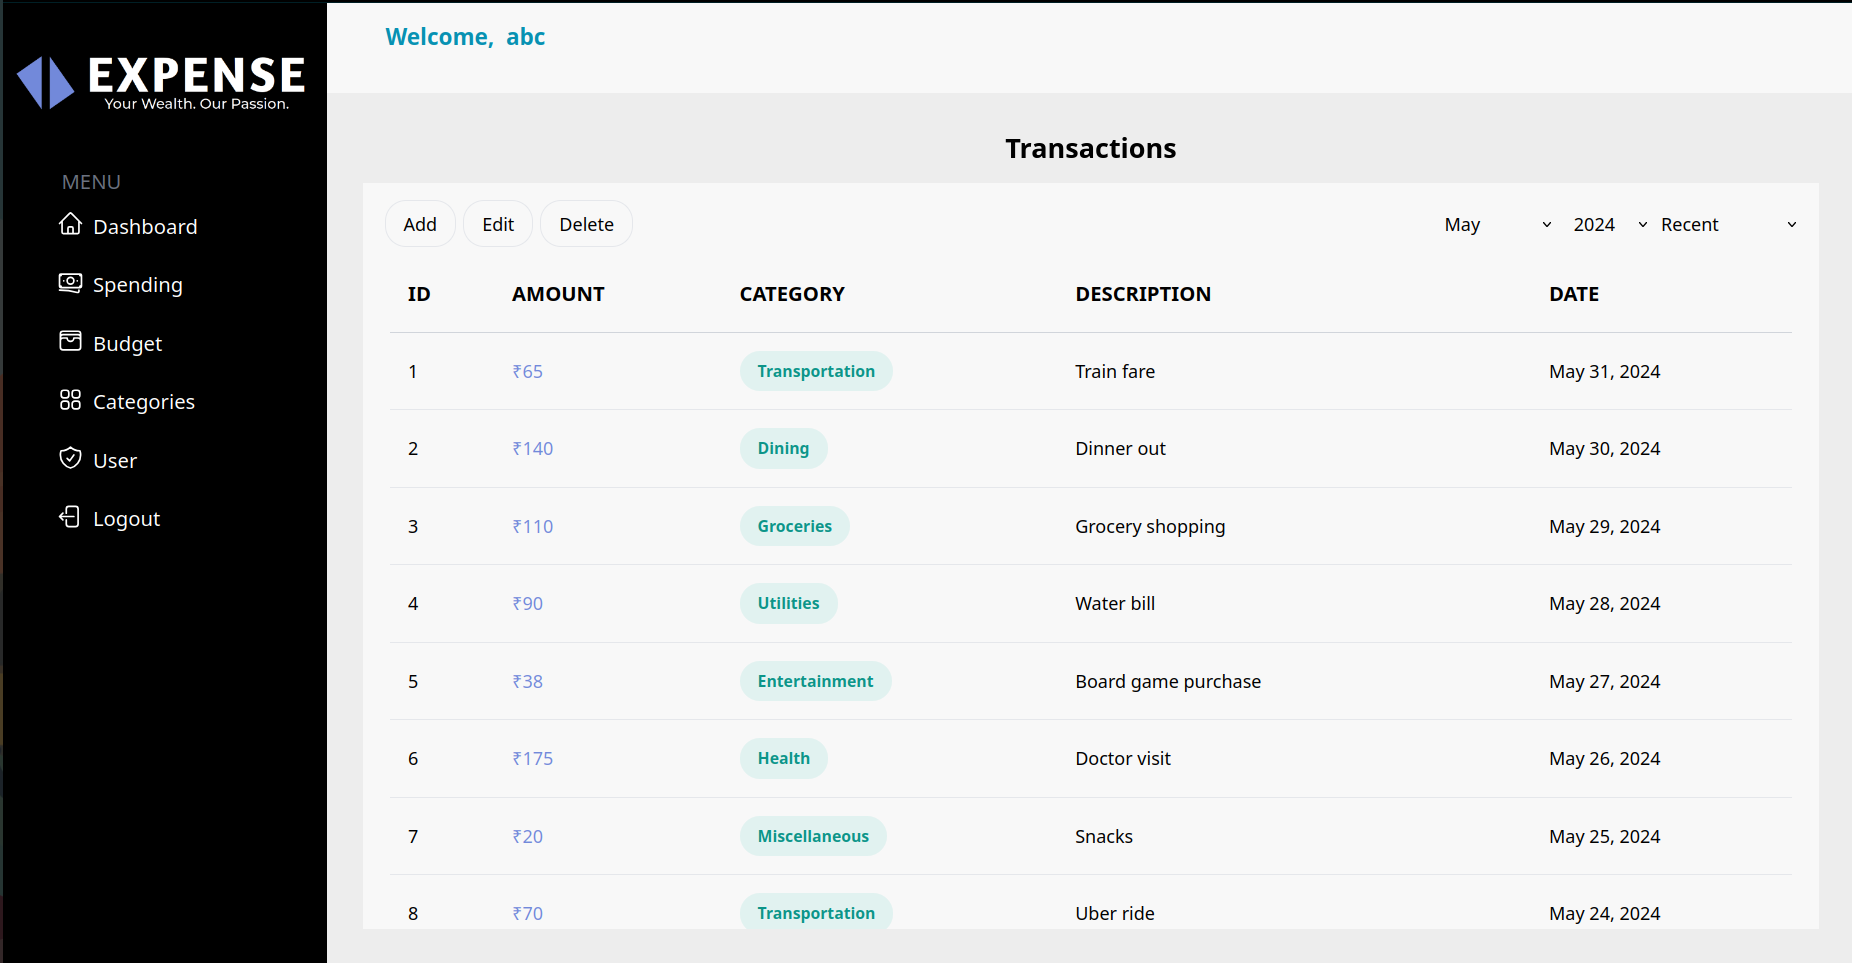 EXPENSE
Your Wealth. Our Passion.
MENU
Dashboard
Spending
Budget
Categories
User
Logout
Welcome, abc
Transactions
Add Edit Delete May 2024 Recent
ID AMOUNT CATEGORY DESCRIPTION DATE
1 ₹65 Transportation Train fare May 31, 2024
2 ₹140 Dining Dinner out May 30, 2024
3 ₹110 Groceries Grocery shopping May 29, 2024
4 ₹90 Utilities Water bill May 28, 2024
5 ₹38 Entertainment Board game purchase May 27, 2024
6 ₹175 Health Doctor visit May 26, 2024
7 ₹20 Miscellaneous Snacks May 25, 2024
8 ₹70 Transportation Uber ride May 24, 2024